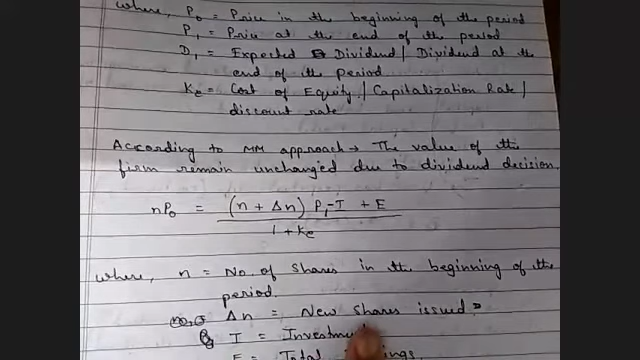 where, P₀ = Price in the beginning of the period
P₁ = Price at the end of the period
D₁ = Expected Dividend / Dividend at the
end of the period
Ke = Cost of Equity / Capitalization Rate /
discount rate
According to MM approach → The value of the
firm remain unchanged due to dividend decision.
nP₀ = (n + Δn) P₁ - I + E
1 + Ke
where, n = No. of Shares in the beginning of the
period.
Δn = New shares issued
I =
E = Total